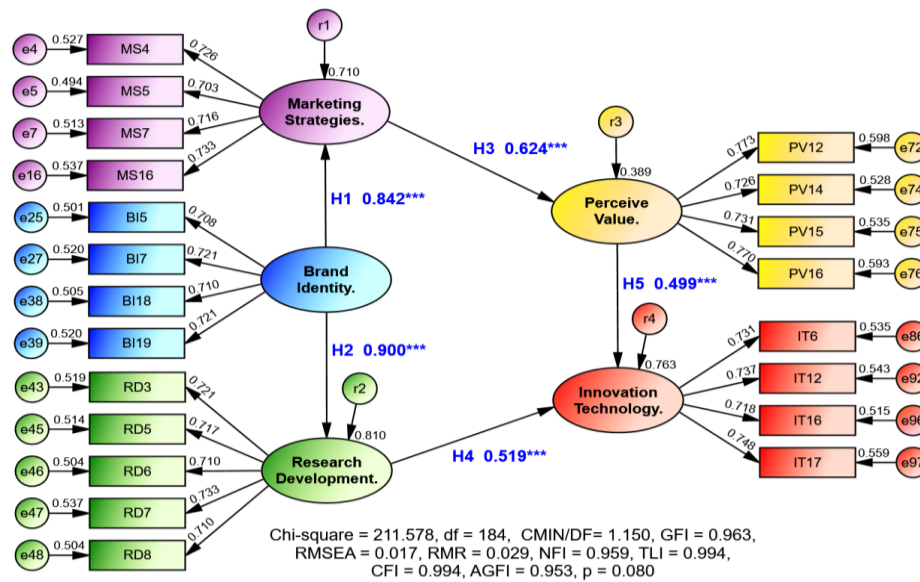 r1
0.710
Marketing
Strategies.
e4 0.527 MS4 0.726
e5 0.494 MS5 0.703
e7 0.513 MS7 0.716
e16 0.537 MS16 0.733
H1 0.842***
e25 0.501 BI5 0.708
e27 0.520 BI7 0.721
e38 0.505 BI18 0.710
e39 0.520 BI19 0.721
Brand
Identity.
H2 0.900***
r2
0.810
e43 0.519 RD3 0.721
e45 0.514 RD5 0.717
e46 0.504 RD6 0.710
e47 0.537 RD7 0.733
e48 0.504 RD8 0.710
Research
Development.
H3 0.624***
H4 0.519***
r3
0.389
Perceive
Value.
0.773 PV12 0.598 e72
0.726 PV14 0.528 e74
0.731 PV15 0.535 e75
0.770 PV16 0.593 e76
H5 0.499***
r4
0.763
Innovation
Technology.
0.731 IT6 0.535 e86
0.737 IT12 0.543 e92
0.718 IT16 0.515 e96
0.748 IT17 0.559 e97
Chi-square = 211.578, df = 184, CMIN/DF= 1.150, GFI = 0.963,
RMSEA = 0.017, RMR = 0.029, NFI = 0.959, TLI = 0.994,
CFI = 0.994, AGFI = 0.953, p = 0.080